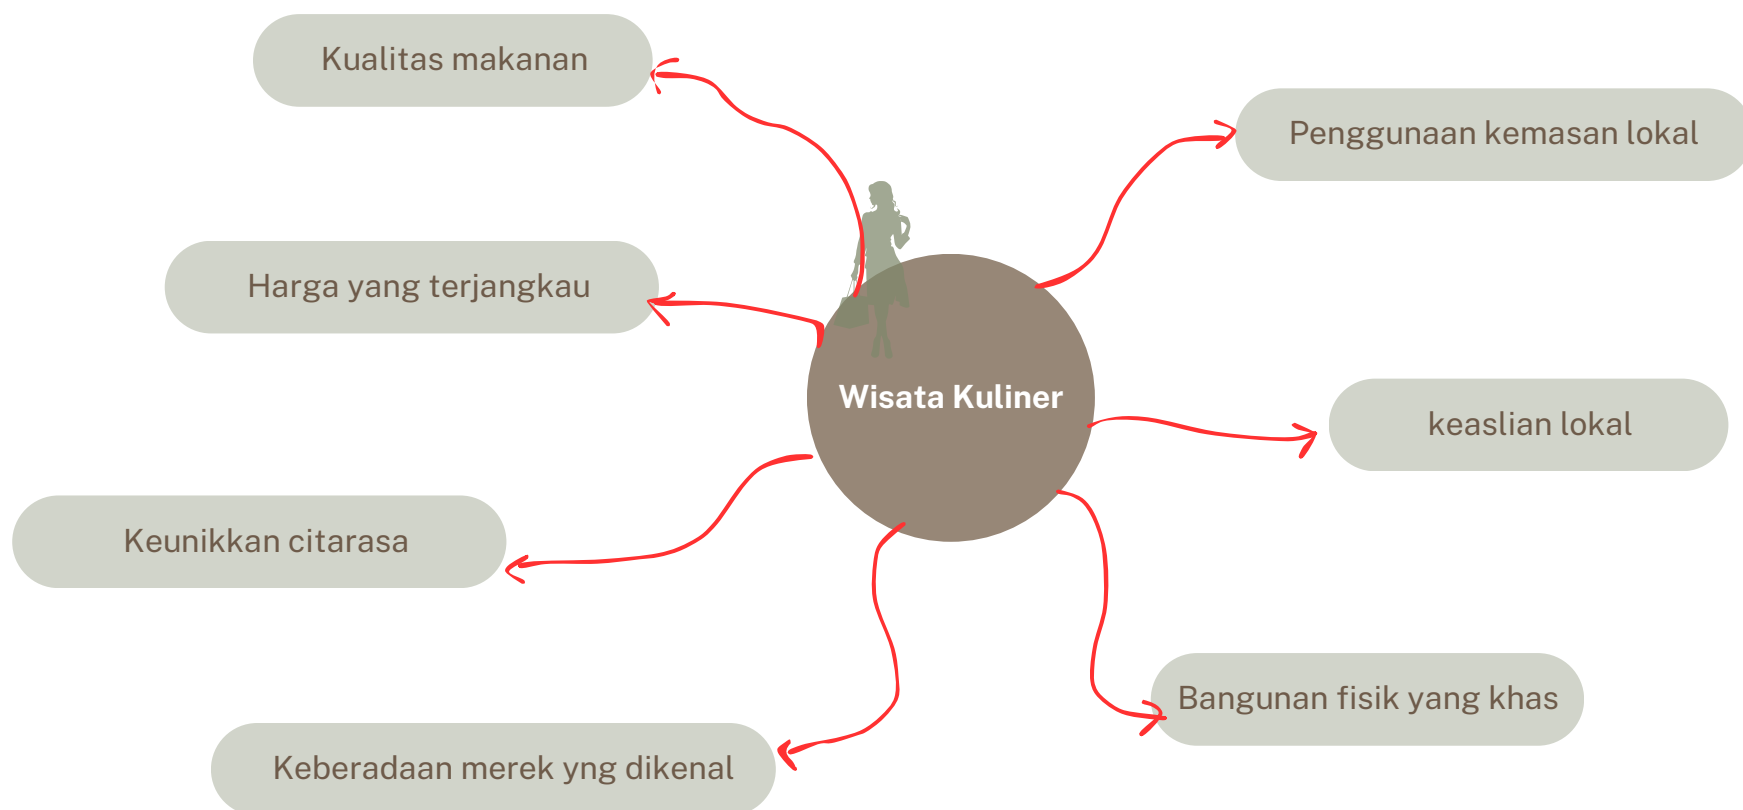 Kualitas makanan
Penggunaan kemasan lokal
Harga yang terjangkau
Wisata Kuliner
keaslian lokal
Keunikkan citarasa
Bangunan fisik yang khas
Keberadaan merek yng dikenal